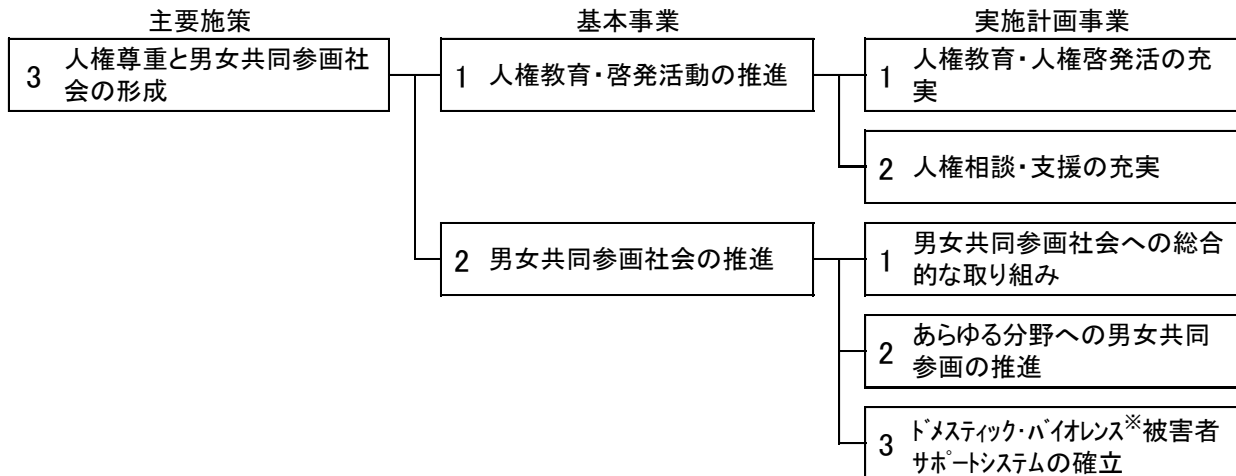 主要施策 基本事業 実施計画事業
3 人権尊重と男女共同参画社
会の形成
1 人権教育・啓発活動の推進
1 人権教育・人権啓発活の充
実
2 人権相談・支援の充実
2 男女共同参画社会の推進
1 男女共同参画社会への総合
的な取り組み
2 あらゆる分野への男女共同
参画の推進
3 ﾄﾞﾒｽﾃｨｯｸ･ﾊﾞｲｵﾚﾝｽ※被害者
ｻﾎﾟｰﾄｼｽﾃﾑの確立